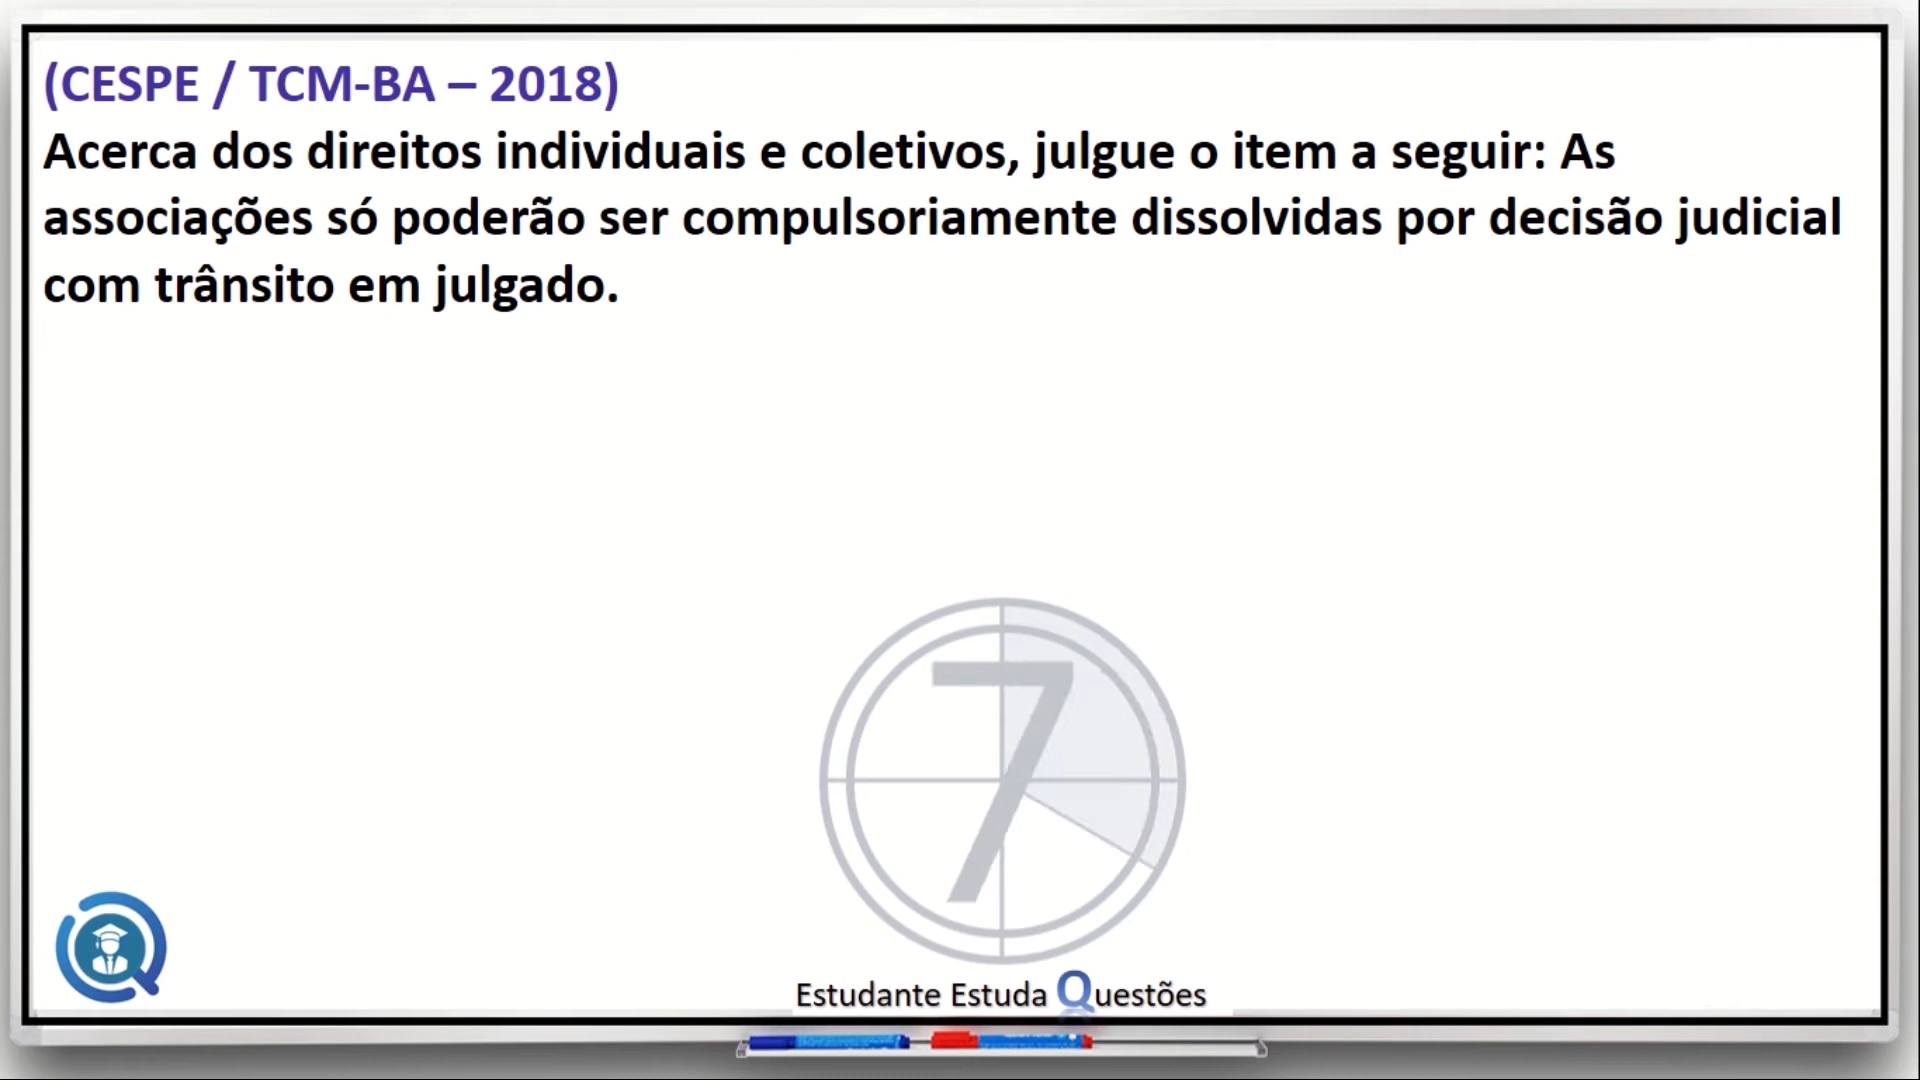 (CESPE / TCM-BA – 2018)
Acerca dos direitos individuais e coletivos, julgue o item a seguir: As
associações só poderão ser compulsoriamente dissolvidas por decisão judicial
com trânsito em julgado.
7
Estudante Estuda Questões